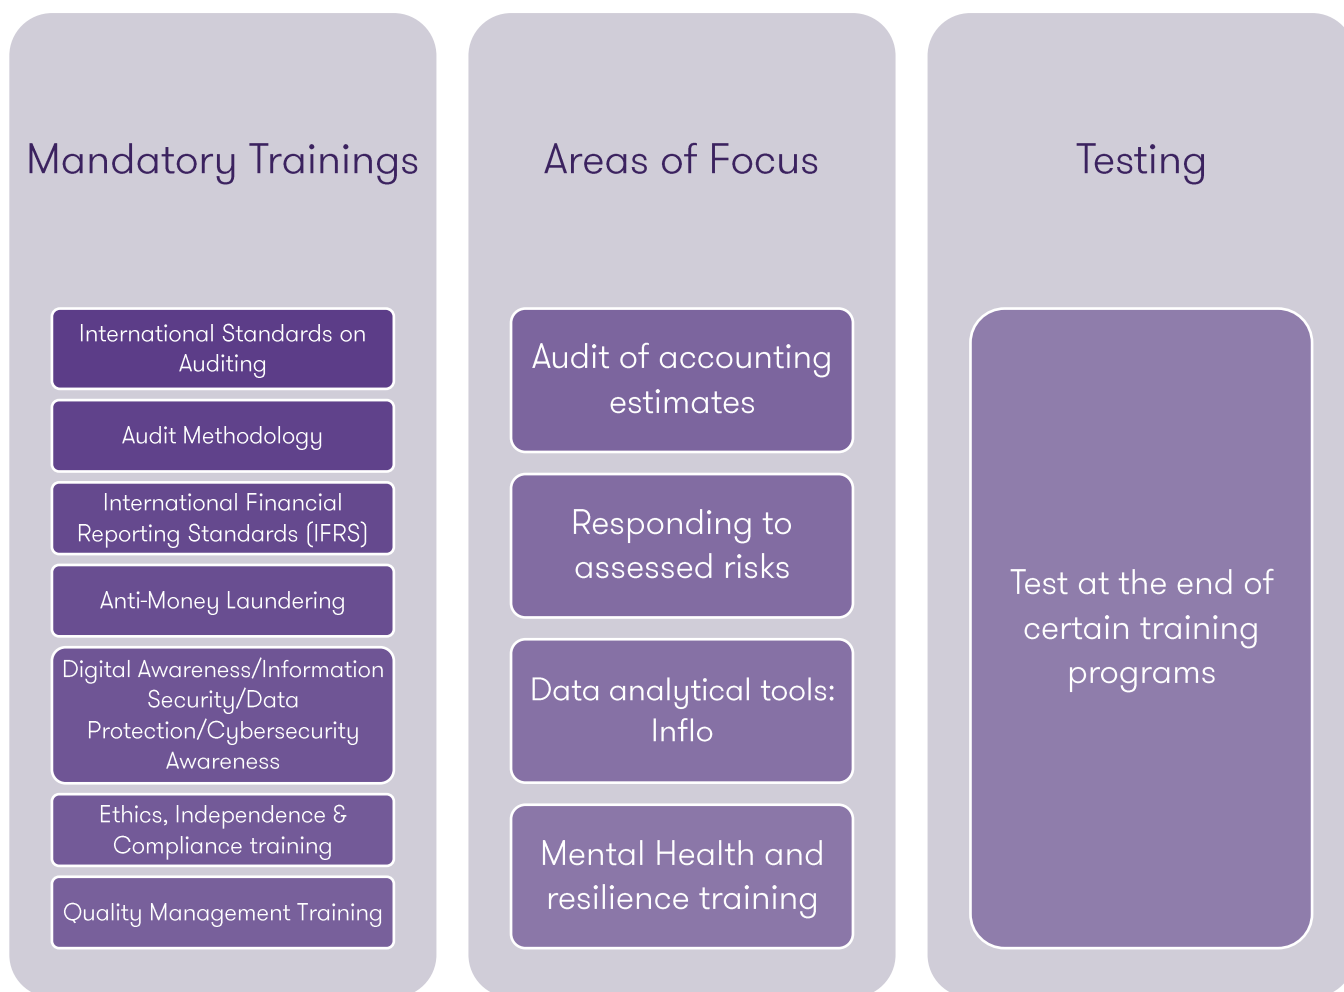 Mandatory Trainings
International Standards on
Auditing
Audit Methodology
International Financial
Reporting Standards (IFRS)
Anti-Money Laundering
Digital Awareness/Information
Security/Data
Protection/Cybersecurity
Awareness
Ethics, Independence &
Compliance training
Quality Management Training
Areas of Focus
Audit of accounting
estimates
Responding to
assessed risks
Data analytical tools:
Inflo
Mental Health and
resilience training
Testing
Test at the end of
certain training
programs